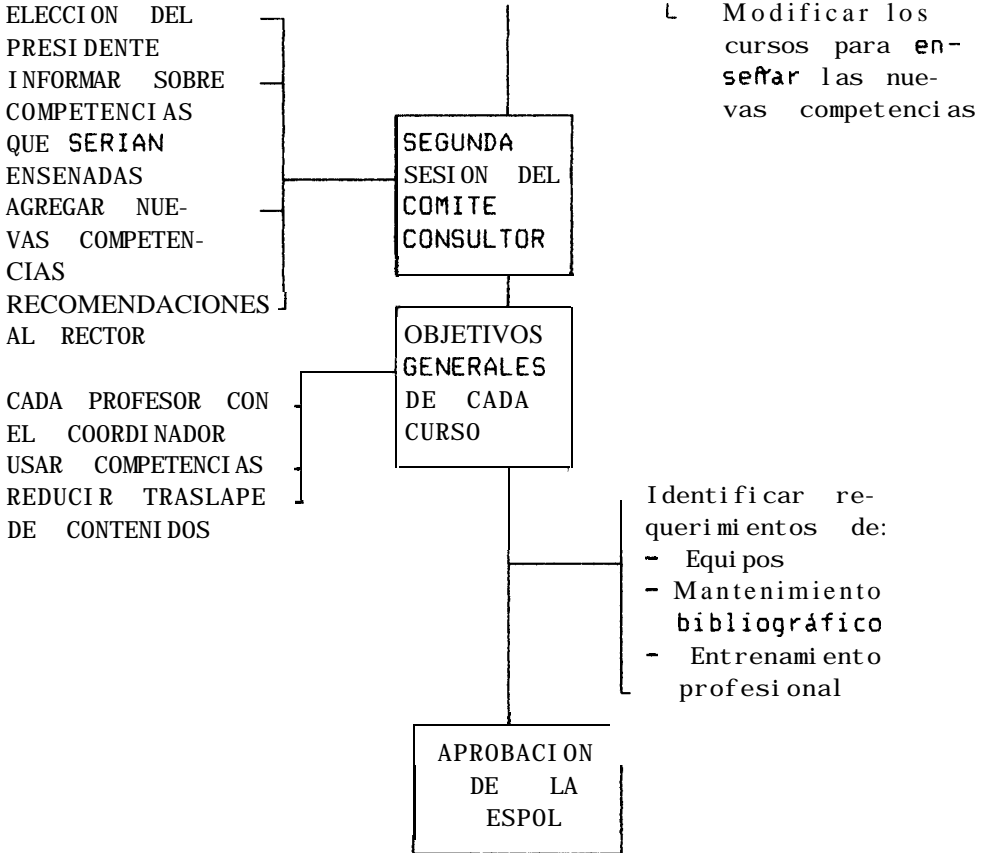 ELECCION DEL
PRESIDENTE
INFORMAR SOBRE
COMPETENCIAS
QUE SERIAN
ENSENADAS
AGREGAR NUE-
VAS COMPETEN-
CIAS
RECOMENDACIONES
AL RECTOR
Modificar los
cursos para en-
señar las nue-
vas competencias
SEGUNDA
SESION DEL
COMITE
CONSULTOR
OBJETIVOS
GENERALES
DE CADA
CURSO
CADA PROFESOR CON
EL COORDINADOR
USAR COMPETENCIAS
REDUCIR TRASLAPE
DE CONTENIDOS
Identificar re-
querimientos de:
- Equipos
- Mantenimiento
bibliográfico
- Entrenamiento
profesional
APROBACION
DE LA
ESPOL